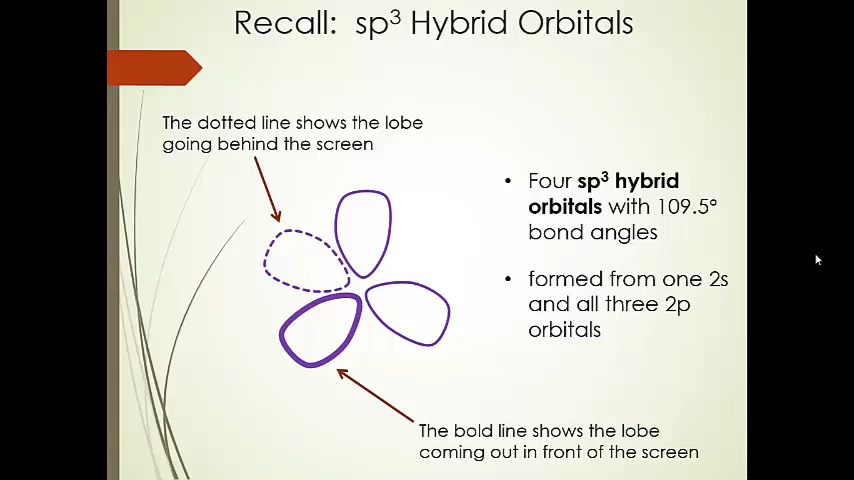 Recall: sp³ Hybrid Orbitals
The dotted line shows the lobe
going behind the screen
• Four sp³ hybrid
orbitals with 109.5°
bond angles
• formed from one 2s
and all three 2p
orbitals
The bold line shows the lobe
coming out in front of the screen